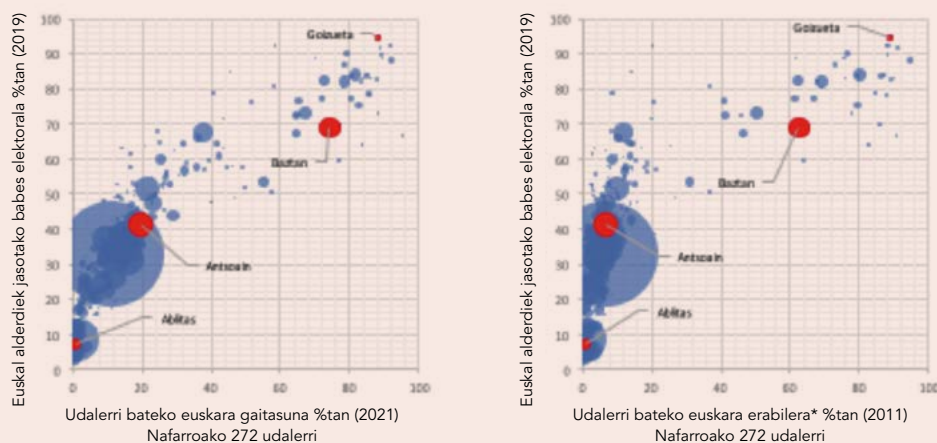 Euskal alderdiek jasotako babes elektorala %tan (2019)
100
90
80
70
60
50
40
30
20
10
0
0 20 40 60 80 100
Goizueta
Baztan
Antsoain
Ablitas
Udalerri bateko euskara gaitasuna %tan (2021)
Nafarroako 272 udalerri
Euskal alderdiek jasotako babes elektorala %tan (2019)
100
90
80
70
60
50
40
30
20
10
0
0 20 40 60 80 100
Goizueta
Baztan
Antsoain
Ablitas
Udalerri bateko euskara erabilera* %tan (2011)
Nafarroako 272 udalerri